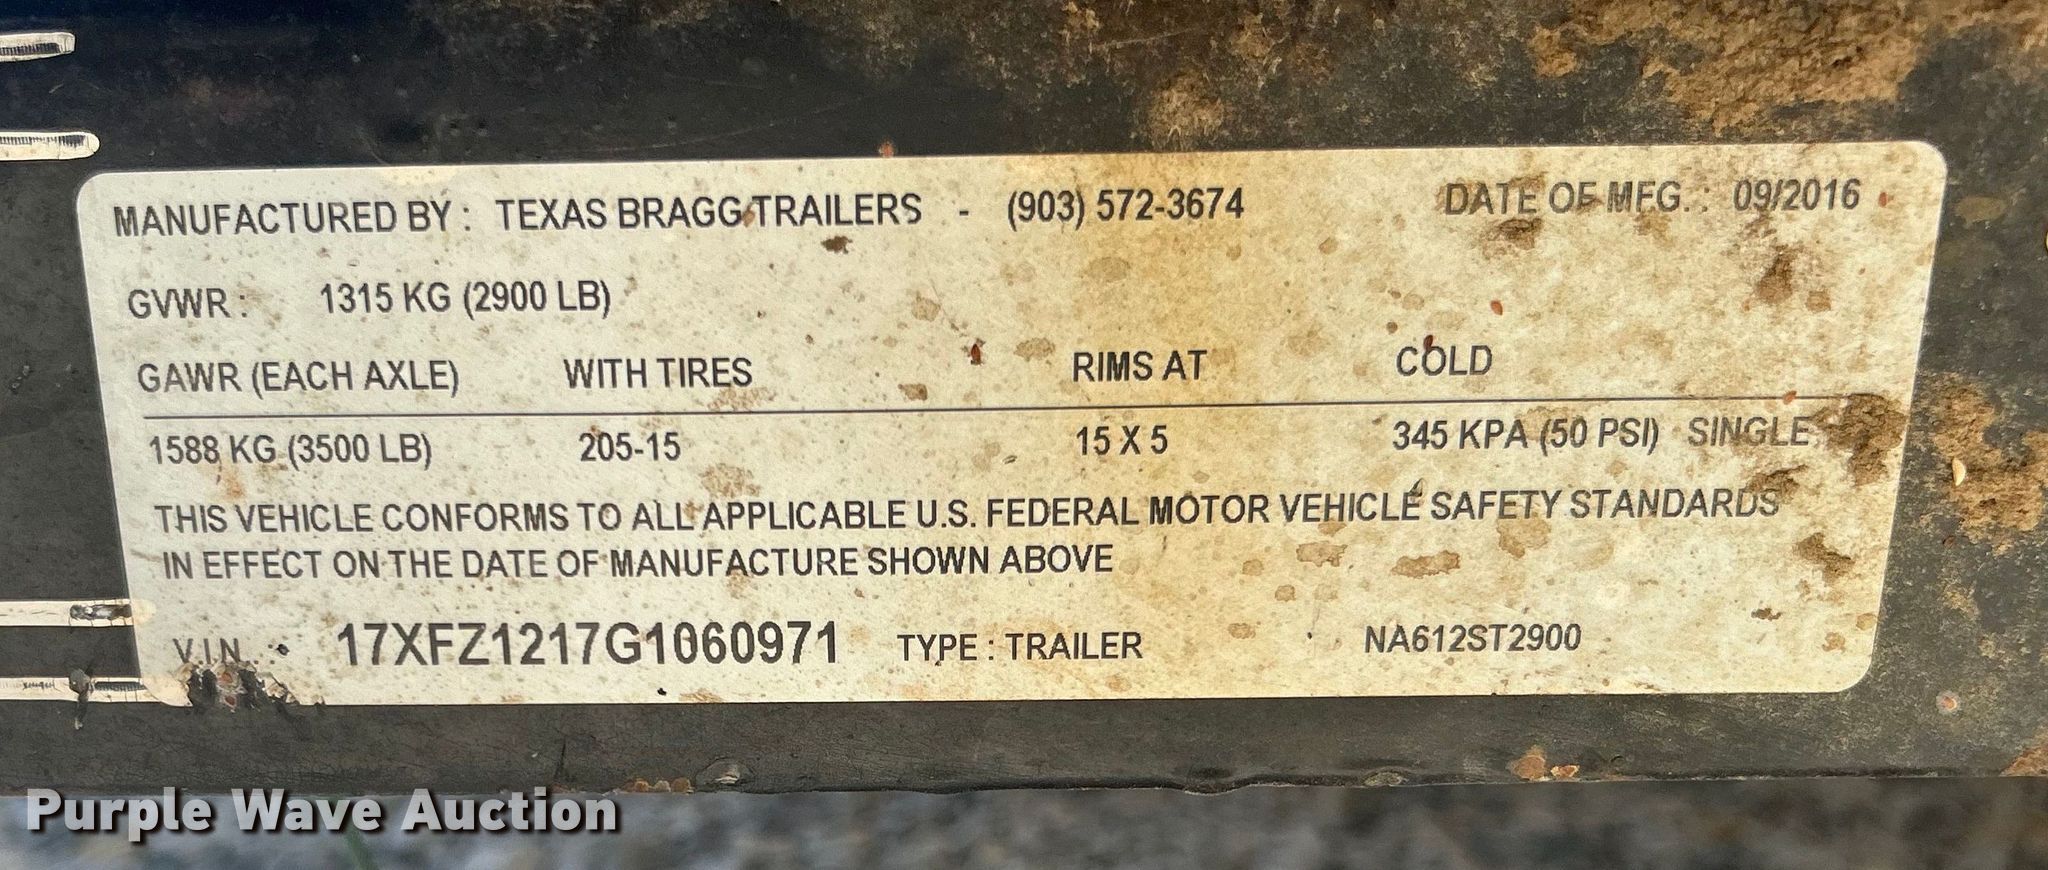 MANUFACTURED BY : TEXAS BRAGG TRAILERS - (903) 572-3674 DATE OF MFG. : 09/2016
GVWR : 1315 KG (2900 LB)
GAWR (EACH AXLE) WITH TIRES RIMS AT COLD
1588 KG (3500 LB) 205-15 15 X 5 345 KPA (50 PSI) SINGLE
THIS VEHICLE CONFORMS TO ALL APPLICABLE U.S. FEDERAL MOTOR VEHICLE SAFETY STANDARDS
IN EFFECT ON THE DATE OF MANUFACTURE SHOWN ABOVE
V.I.N. : 17XFZ1217G1060971 TYPE : TRAILER NA612ST2900
Purple Wave Auction